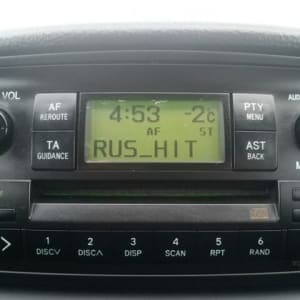 VOL
AF
REROUTE
4:53 -2c
AF ST
RUS_HIT
PTY
MENU
AUD
TA
GUIDANCE
AST
BACK
M
1 2 3 4 5 6
DISC∨ DISC∧ DISP SCAN RPT RAND